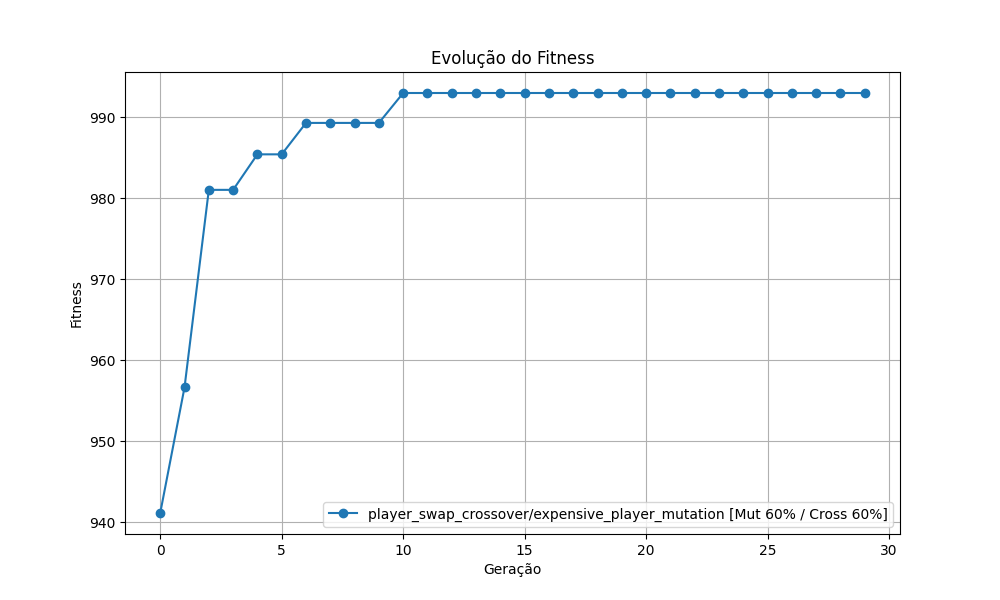 Evolução do Fitness
Fitness
990
980
970
960
950
940
player_swap_crossover/expensive_player_mutation [Mut 60% / Cross 60%]
0 5 10 15 20 25 30
Geração